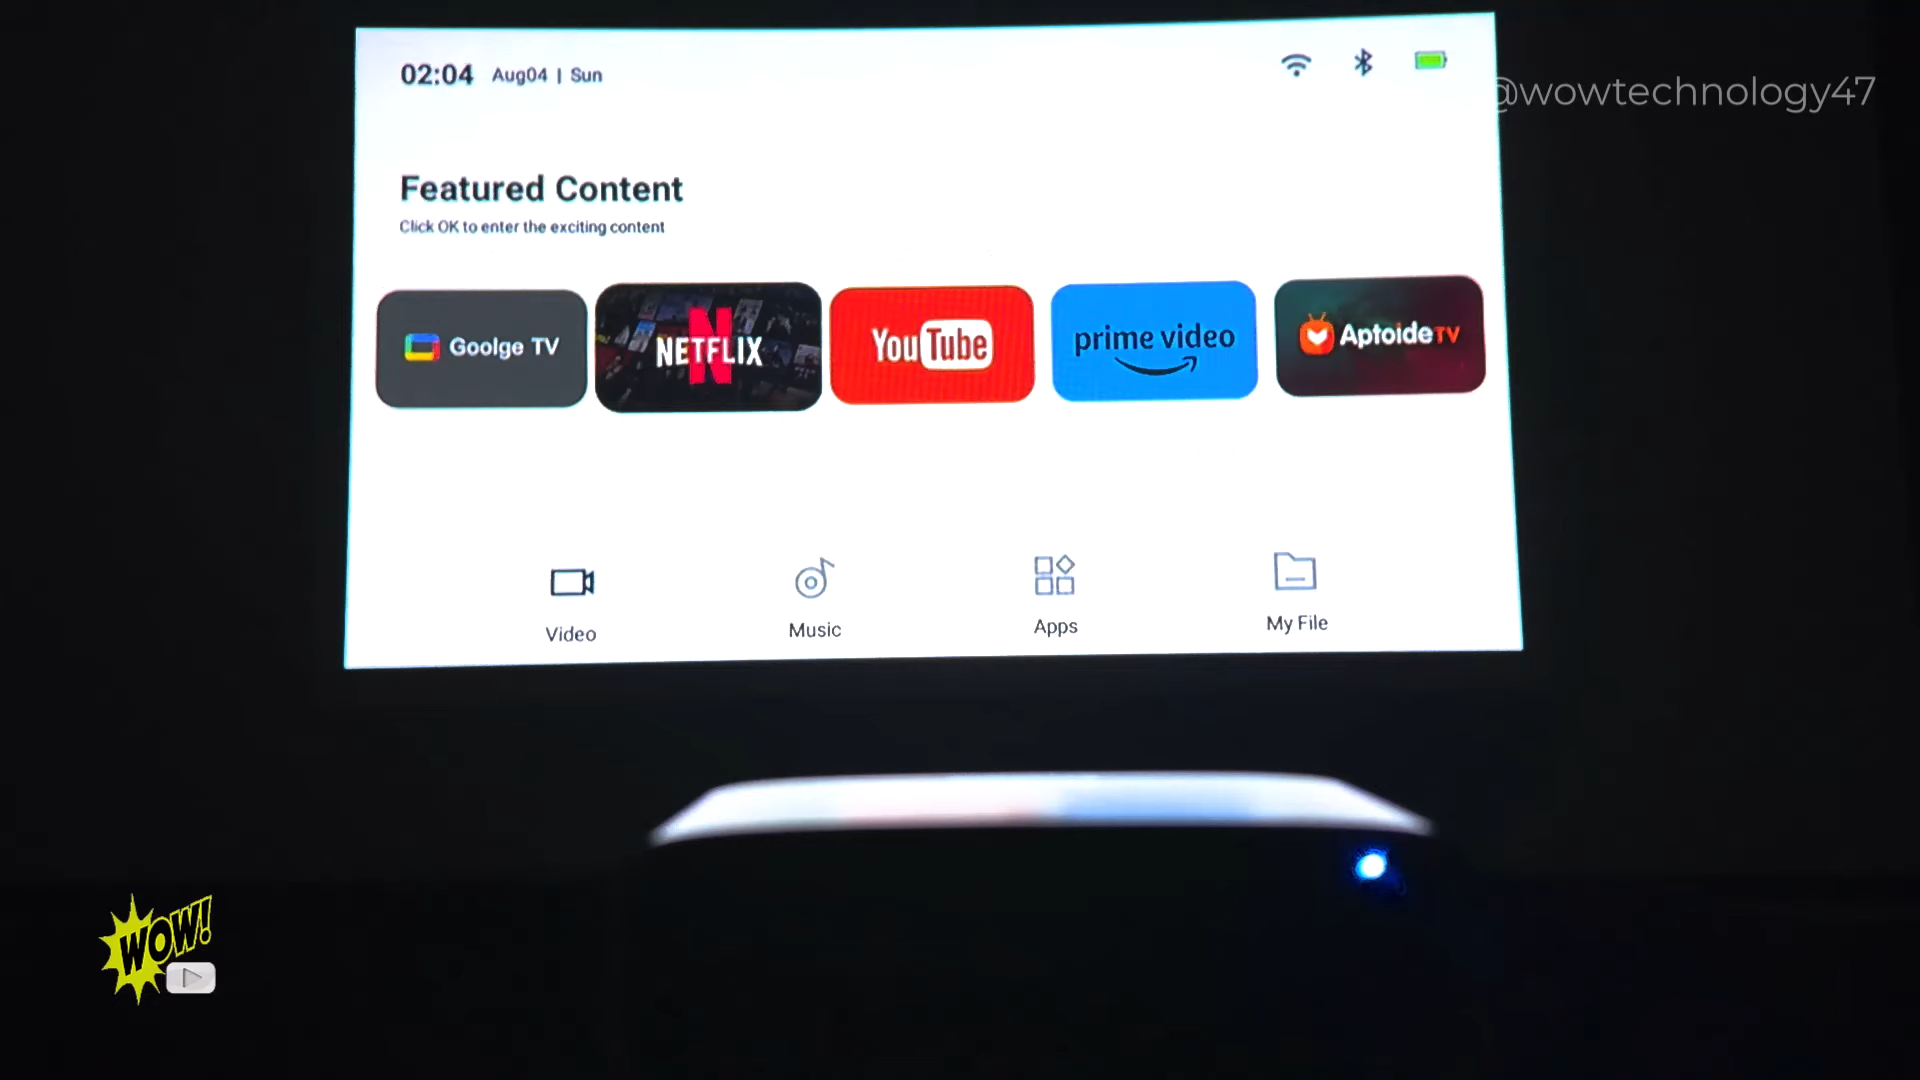 02:04 Aug04 | Sun
@wowtechnology47
Featured Content
Click OK to enter the exciting content
Goolge TV
NETFLIX
YouTube
prime video
AptoideTV
Video
Music
Apps
My File
WOW!